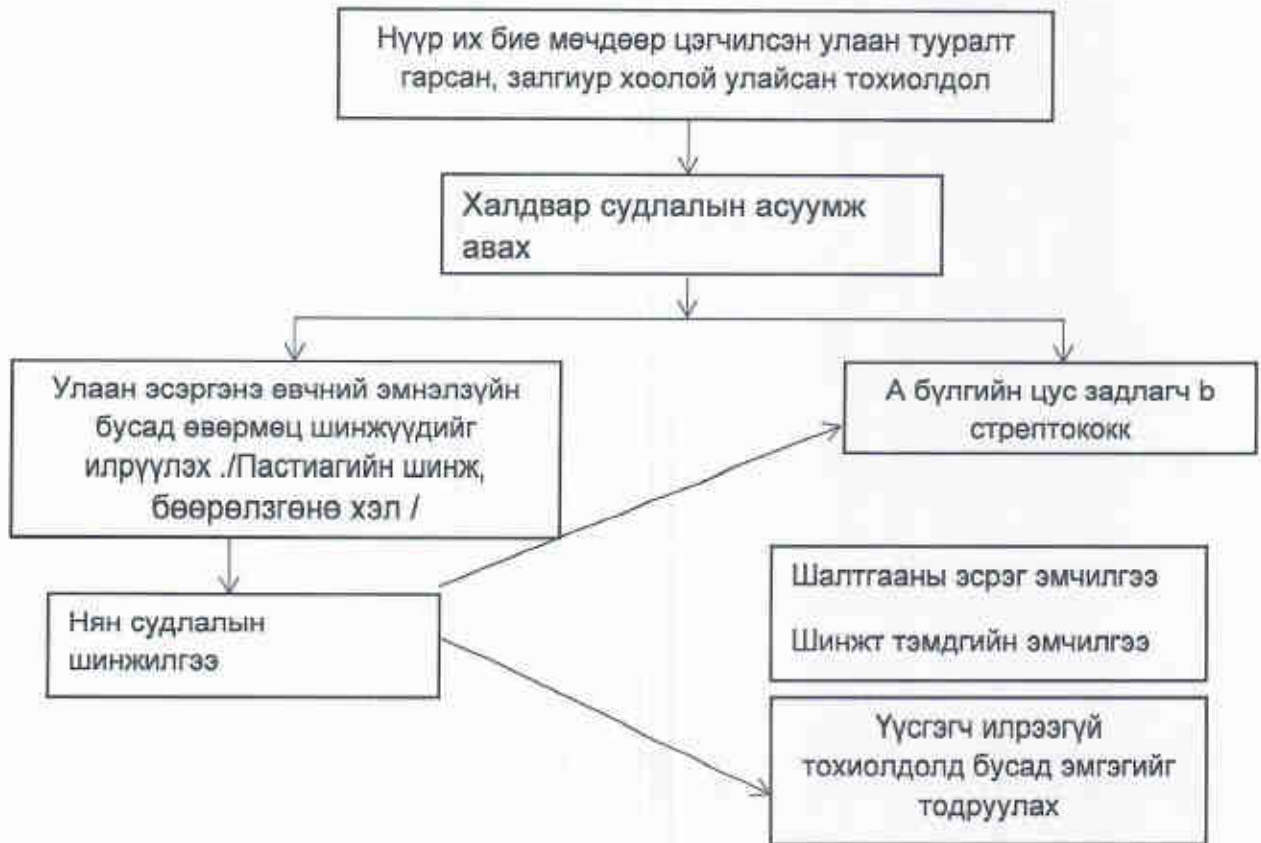 Нүүр их бие мөчдөөр цэгчилсэн улаан тууралт
гарсан, залгиур хоолой улайсан тохиолдол
Халдвар судлалын асуумж
авах
Улаан эсэргэнэ өвчний эмнэлзүйн
бусад өвөрмөц шинжүүдийг
илрүүлэх ./Пастиагийн шинж,
бөөрөлзгөнө хэл /
А бүлгийн цус задлагч b
стрептококк
Нян судлалын
шинжилгээ
Шалтгааны эсрэг эмчилгээ
Шинжт тэмдгийн эмчилгээ
Үүсгэгч илрээгүй
тохиолдолд бусад эмгэгийг
тодруулах